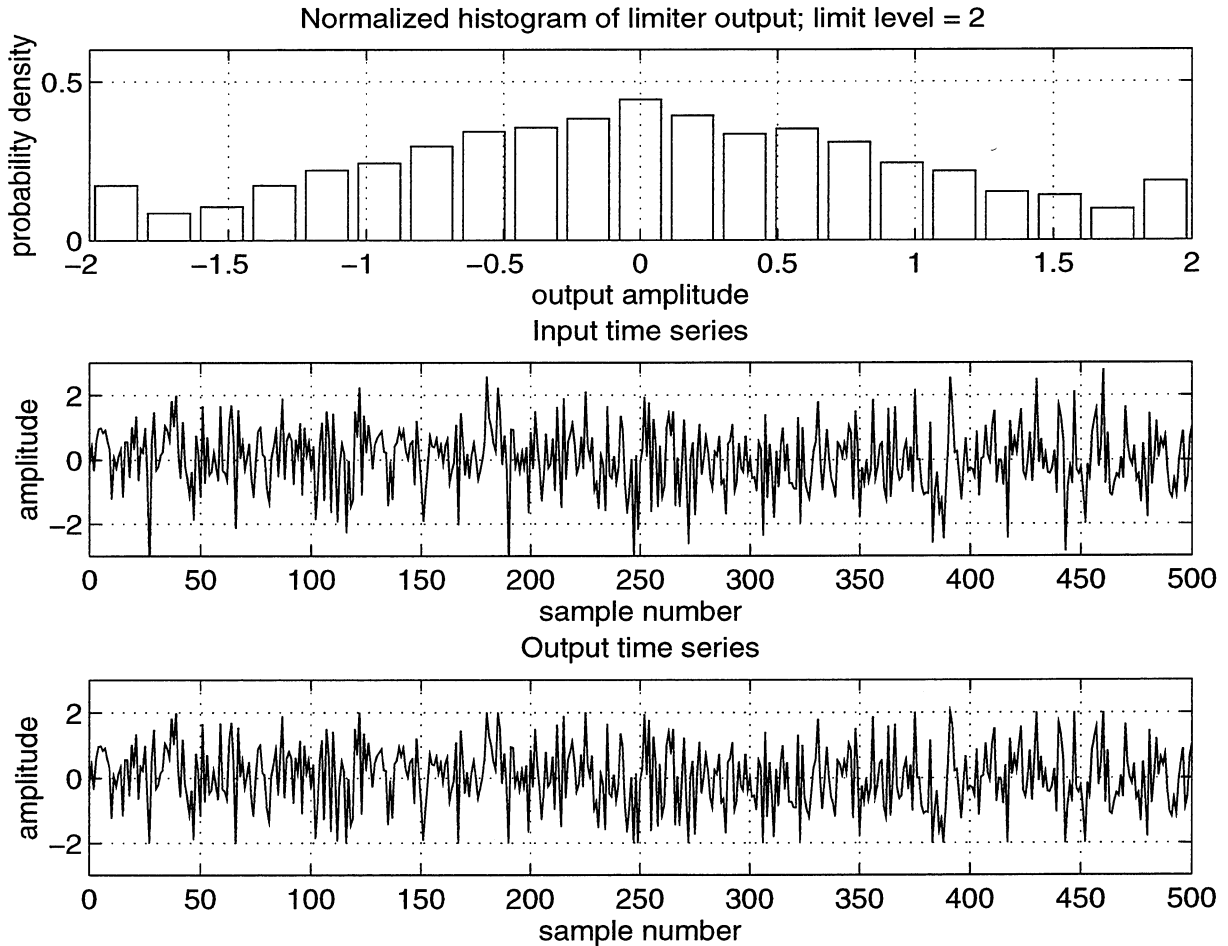 Normalized histogram of limiter output; limit level = 2
probability density
0.5
0
−2 −1.5 −1 −0.5 0 0.5 1 1.5 2
output amplitude
Input time series
amplitude
2
0
−2
0 50 100 150 200 250 300 350 400 450 500
sample number
Output time series
amplitude
2
0
−2
0 50 100 150 200 250 300 350 400 450 500
sample number